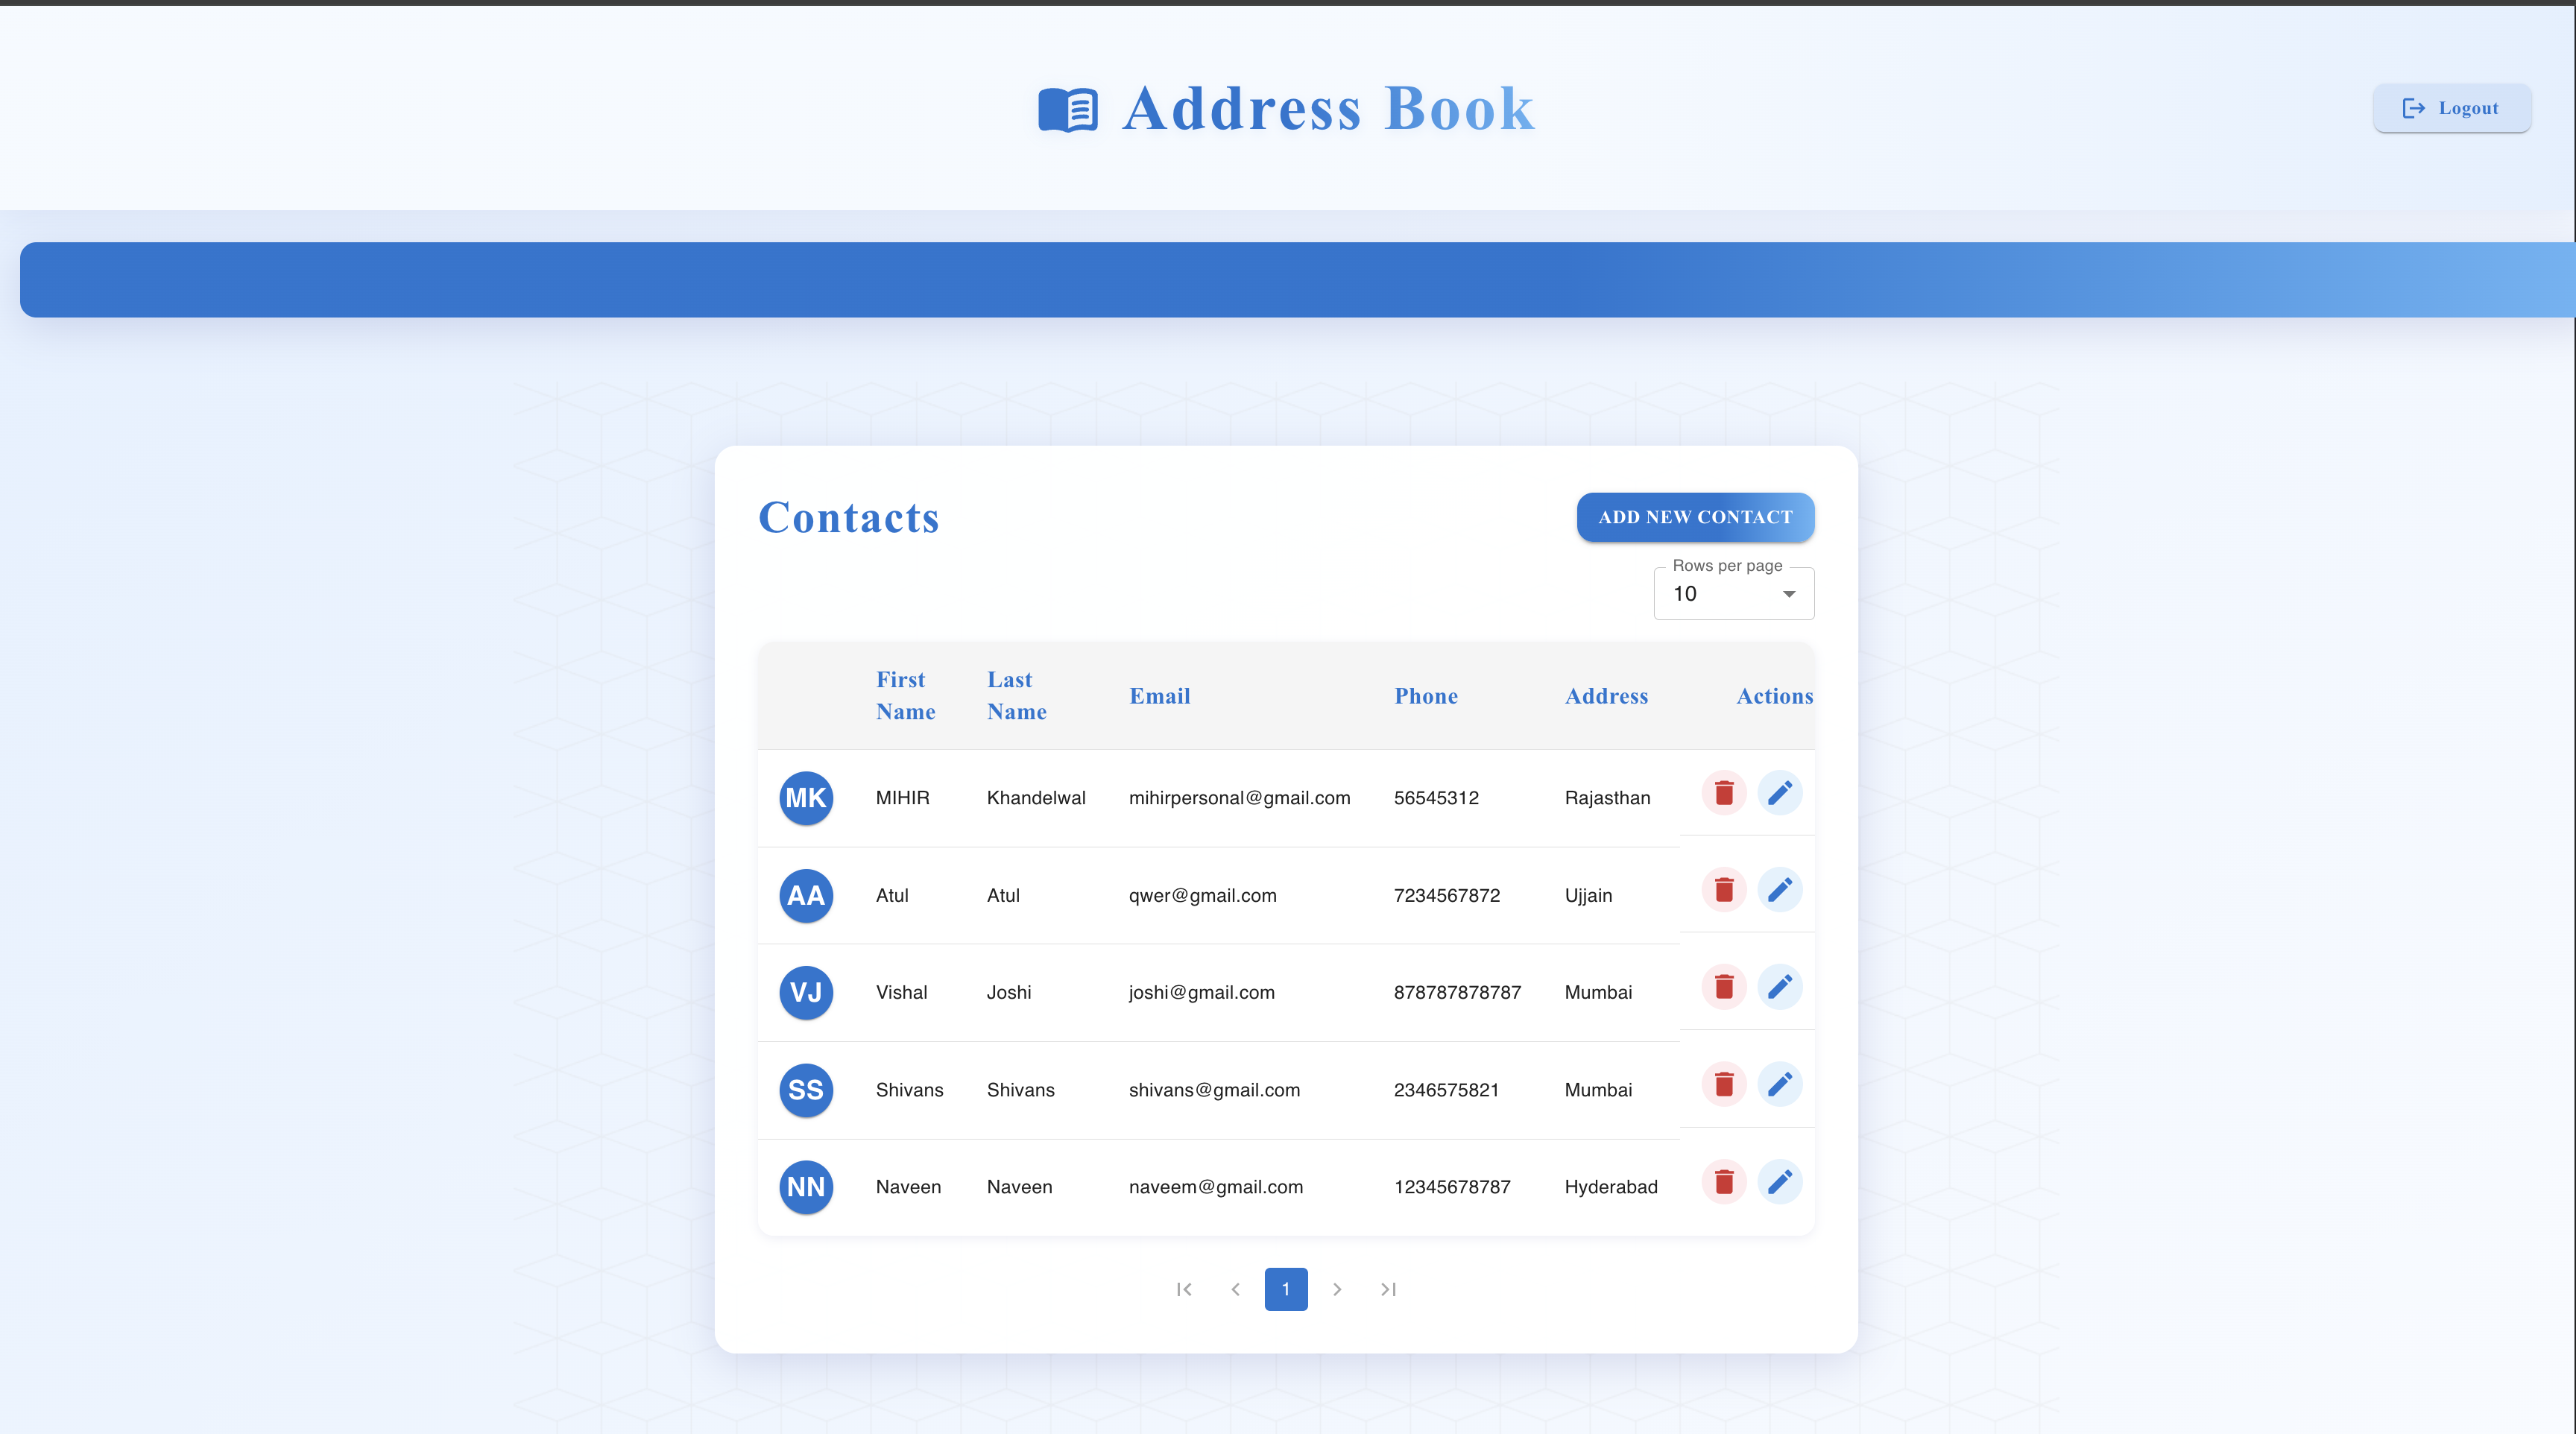 Address Book
Logout
Contacts
ADD NEW CONTACT
Rows per page
10
First Name
Last Name
Email
Phone
Address
Actions
MK MIHIR Khandelwal mihirpersonal@gmail.com 56545312 Rajasthan
AA Atul Atul qwer@gmail.com 7234567872 Ujjain
VJ Vishal Joshi joshi@gmail.com 878787878787 Mumbai
SS Shivans Shivans shivans@gmail.com 2346575821 Mumbai
NN Naveen Naveen naveem@gmail.com 12345678787 Hyderabad
1